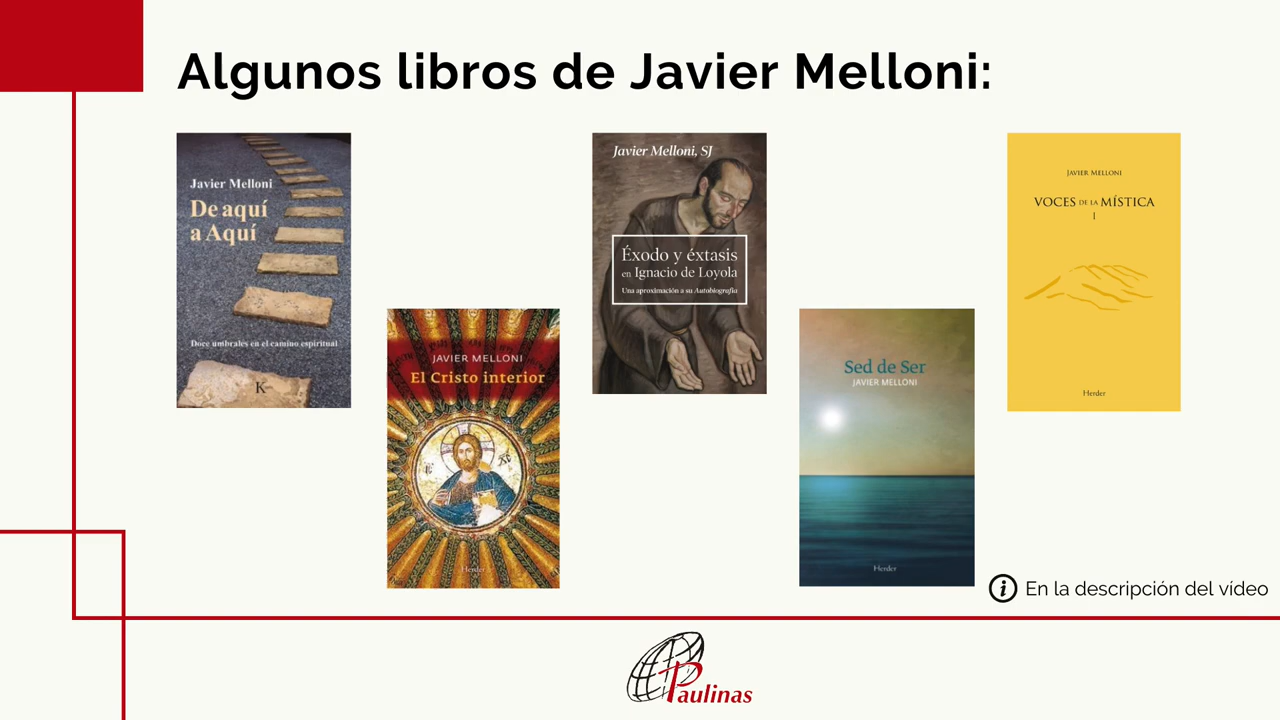 Algunos libros de Javier Melloni:
Javier Melloni
De aquí
a Aquí
Doce umbrales en el camino espiritual
K
JAVIER MELLONI
El Cristo interior
Herder
Javier Melloni, SJ
Éxodo y éxtasis
en Ignacio de Loyola
Una aproximación a su Autobiografía
Sed de Ser
JAVIER MELLONI
Herder
JAVIER MELLONI
VOCES DE LA MÍSTICA
I
Herder
i En la descripción del vídeo
Paulinas